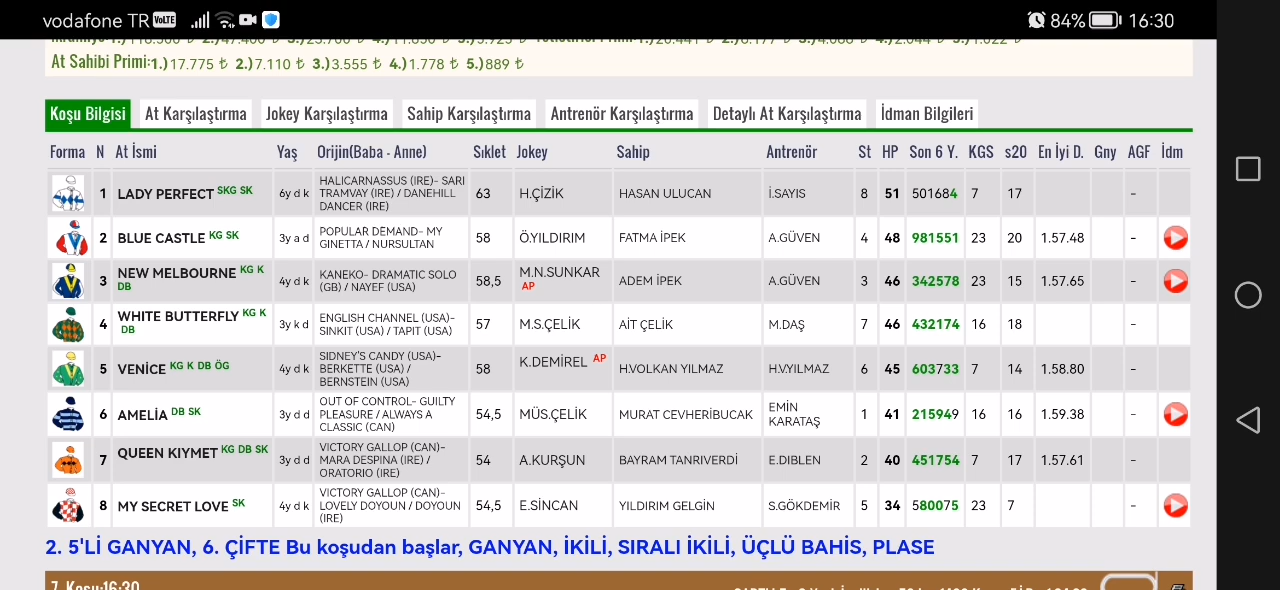 vodafone TR VoLTE 84% 16:30
At Sahibi Primi:1.)17.775 ₺ 2.)7.110 ₺ 3.)3.555 ₺ 4.)1.778 ₺ 5.)889 ₺
Koşu Bilgisi At Karşılaştırma Jokey Karşılaştırma Sahip Karşılaştırma Antrenör Karşılaştırma Detaylı At Karşılaştırma İdman Bilgileri
Forma N At İsmi Yaş Orijin(Baba - Anne) Sıklet Jokey Sahip Antrenör St HP Son 6 Y. KGS s20 En İyi D. Gny AGF İdm
1 LADY PERFECT SKG SK 6y d k HALICARNASSUS (IRE)- SARI TRAMVAY (IRE) / DANEHILL DANCER (IRE) 63 H.ÇİZİK HASAN ULUCAN İ.SAYIS 8 51 501684 7 17 -
2 BLUE CASTLE KG SK 3y a d POPULAR DEMAND- MY GINETTA / NURSULTAN 58 Ö.YILDIRIM FATMA İPEK A.GÜVEN 4 48 981551 23 20 1.57.48 -
3 NEW MELBOURNE KG K DB 4y d k KANEKO- DRAMATIC SOLO (GB) / NAYEF (USA) 58,5 M.N.SUNKAR AP ADEM İPEK A.GÜVEN 3 46 342578 23 15 1.57.65 -
4 WHITE BUTTERFLY KG K DB 3y k d ENGLISH CHANNEL (USA)- SINKIT (USA) / TAPIT (USA) 57 M.S.ÇELİK AİT ÇELİK M.DAŞ 7 46 432174 16 18 -
5 VENİCE KG K DB ÖG 4y d k SIDNEY'S CANDY (USA)- BERKETTE (USA) / BERNSTEIN (USA) 58 K.DEMİREL AP H.VOLKAN YILMAZ H.V.YILMAZ 6 45 603733 7 14 1.58.80 -
6 AMELİA DB SK 3y d d OUT OF CONTROL- GUILTY PLEASURE / ALWAYS A CLASSIC (CAN) 54,5 MÜS.ÇELİK MURAT CEVHERİBUCAK EMİN KARATAŞ 1 41 215949 16 16 1.59.38 -
7 QUEEN KIYMET KG DB SK 3y d d VICTORY GALLOP (CAN)- MARA DESPINA (IRE) / ORATORIO (IRE) 54 A.KURŞUN BAYRAM TANRIVERDİ E.DIBLEN 2 40 451754 7 17 1.57.61 -
8 MY SECRET LOVE SK 4y d k VICTORY GALLOP (CAN)- LOVELY DOYOUN / DOYOUN (IRE) 54,5 E.SİNCAN YILDIRIM GELGİN S.GÖKDEMİR 5 34 580075 23 7 -
2. 5'Lİ GANYAN, 6. ÇİFTE Bu koşudan başlar, GANYAN, İKİLİ, SIRALI İKİLİ, ÜÇLÜ BAHİS, PLASE
7. Koşu:16:30